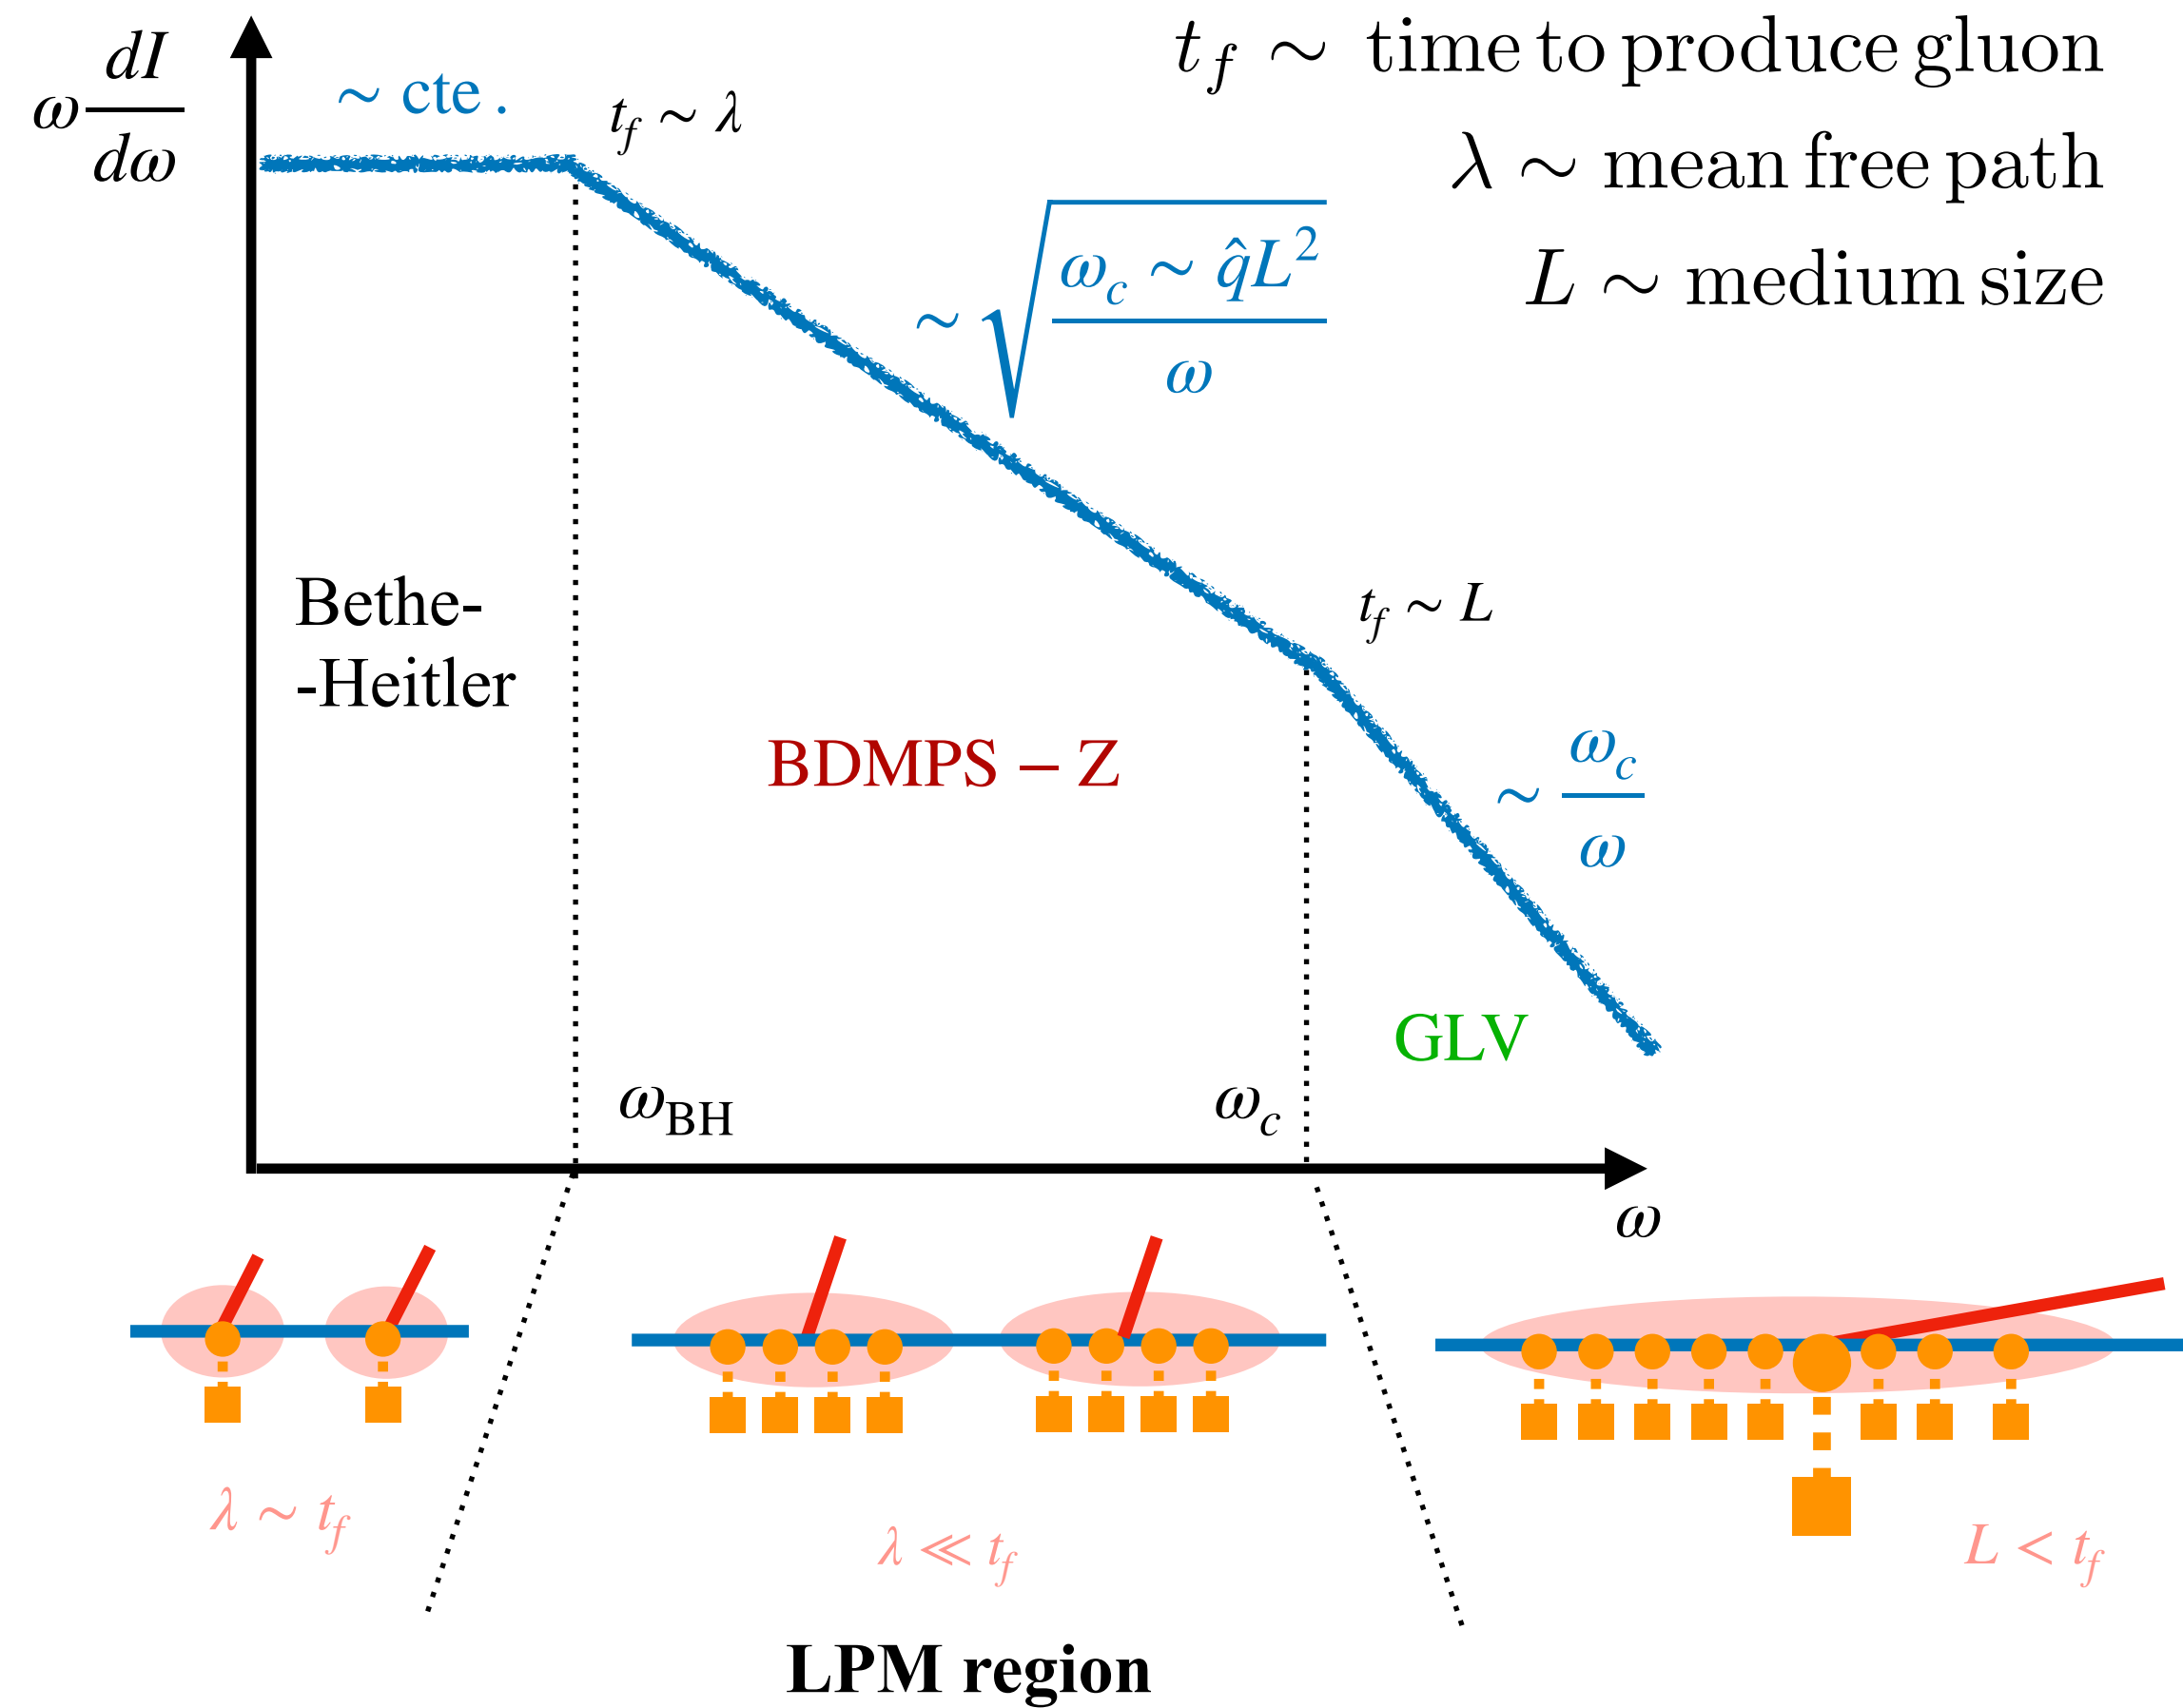 ω dI/dω
∼ cte .
t_f ∼ λ
t_f ∼ time to produce gluon
λ ∼ mean free path
L ∼ medium size
∼ √(ω_c ∼ q̂L²/ω)
Bethe-
-Heitler
t_f ∼ L
BDMPS − Z
∼ ω_c/ω
GLV
ω_BH
ω_c
ω
λ ∼ t_f
λ ≪ t_f
L < t_f
LPM region